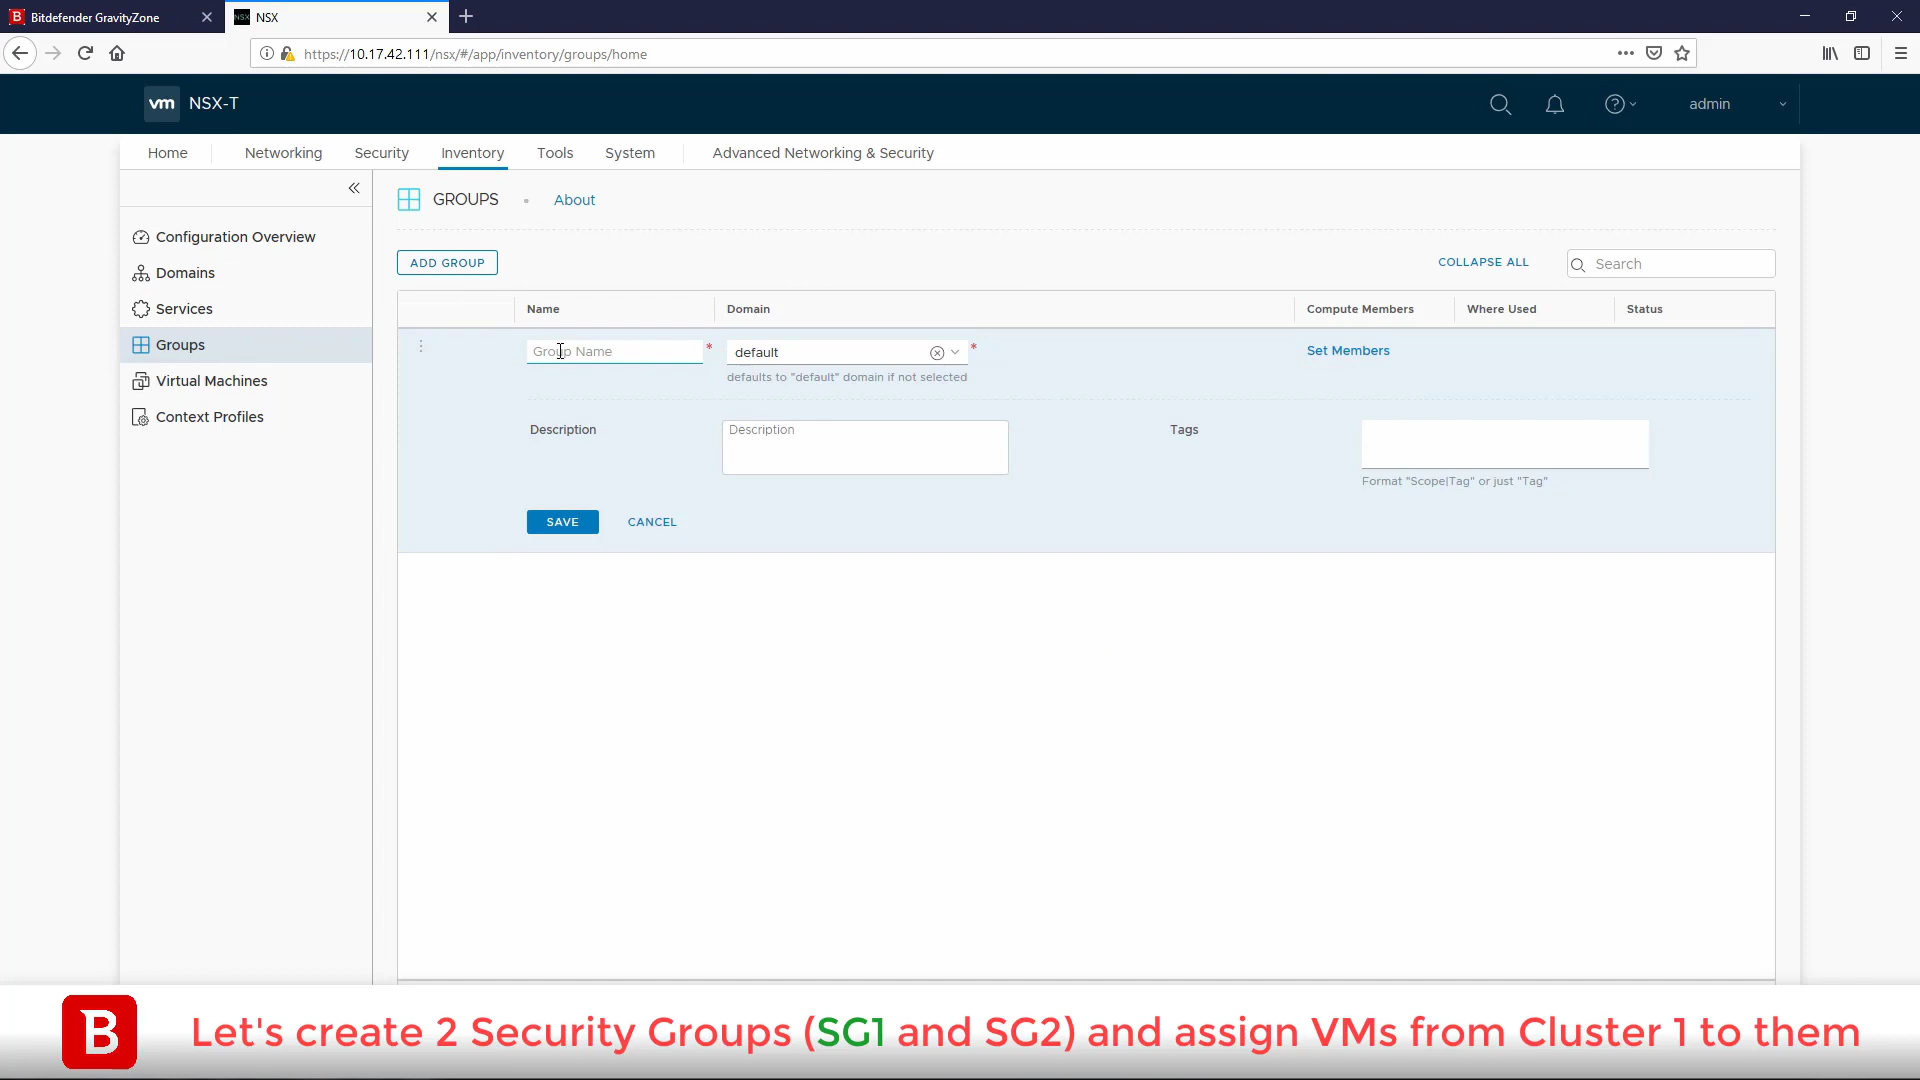 B Bitdefender GravityZone
NSX NSX
https://10.17.42.111/nsx/#/app/inventory/groups/home
vm NSX-T
admin
Home Networking Security Inventory Tools System Advanced Networking & Security
GROUPS • About
Configuration Overview
Domains
Services
Groups
Virtual Machines
Context Profiles
ADD GROUP
COLLAPSE ALL
Search
Name Domain Compute Members Where Used Status
Group Name * default * Set Members
defaults to "default" domain if not selected
Description Description Tags
Format "Scope|Tag" or just "Tag"
SAVE CANCEL
B Let's create 2 Security Groups (SG1 and SG2) and assign VMs from Cluster 1 to them